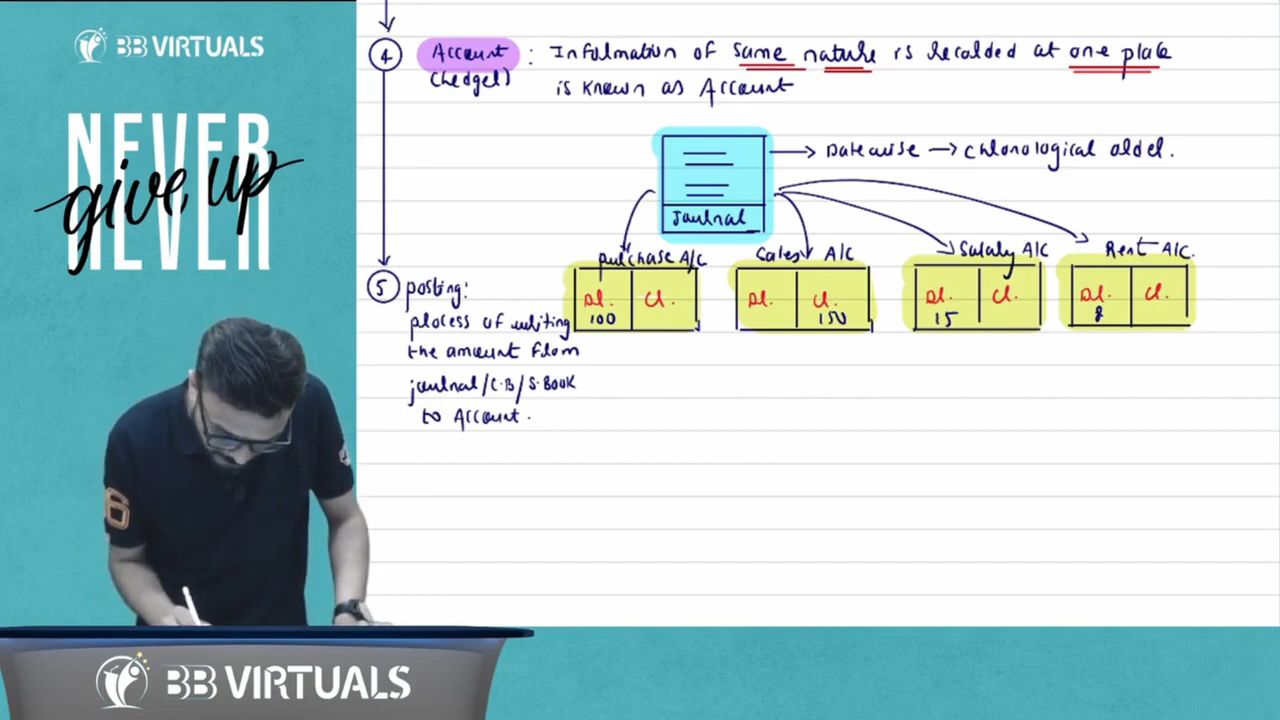 BB VIRTUALS
NEVER
give up
NEVER
4 Account : Information of same nature is recorded at one place
(Ledger) is known as Account
Datewise → chronological order.
Journal
purchase A/C Sales A/C Salary A/C Rent A/C.
Dr. Cr. Dr. Cr. Dr. Cr. Dr. Cr.
100 150 15 8
5 posting:
process of writing
the amount from
journal/C.B/S.Book
to Account.
6
BB VIRTUALS